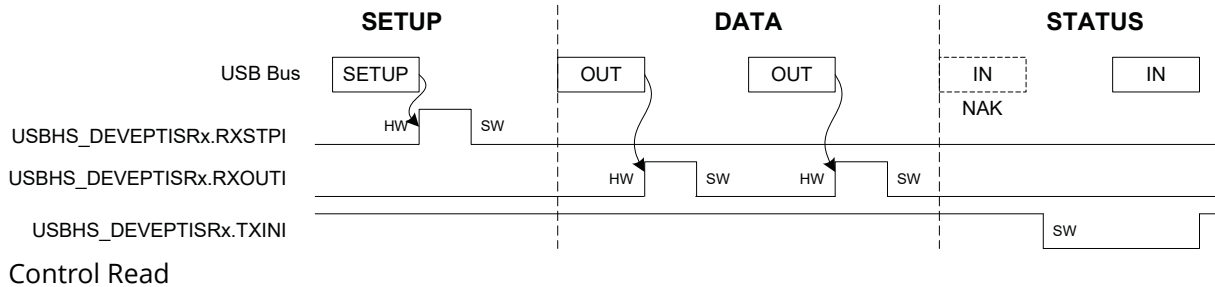 SETUP DATA STATUS
USB Bus SETUP OUT OUT IN IN
NAK
USBHS_DEVEPTISRx.RXSTPI HW SW
USBHS_DEVEPTISRx.RXOUTI HW SW HW SW
USBHS_DEVEPTISRx.TXINI SW
Control Read